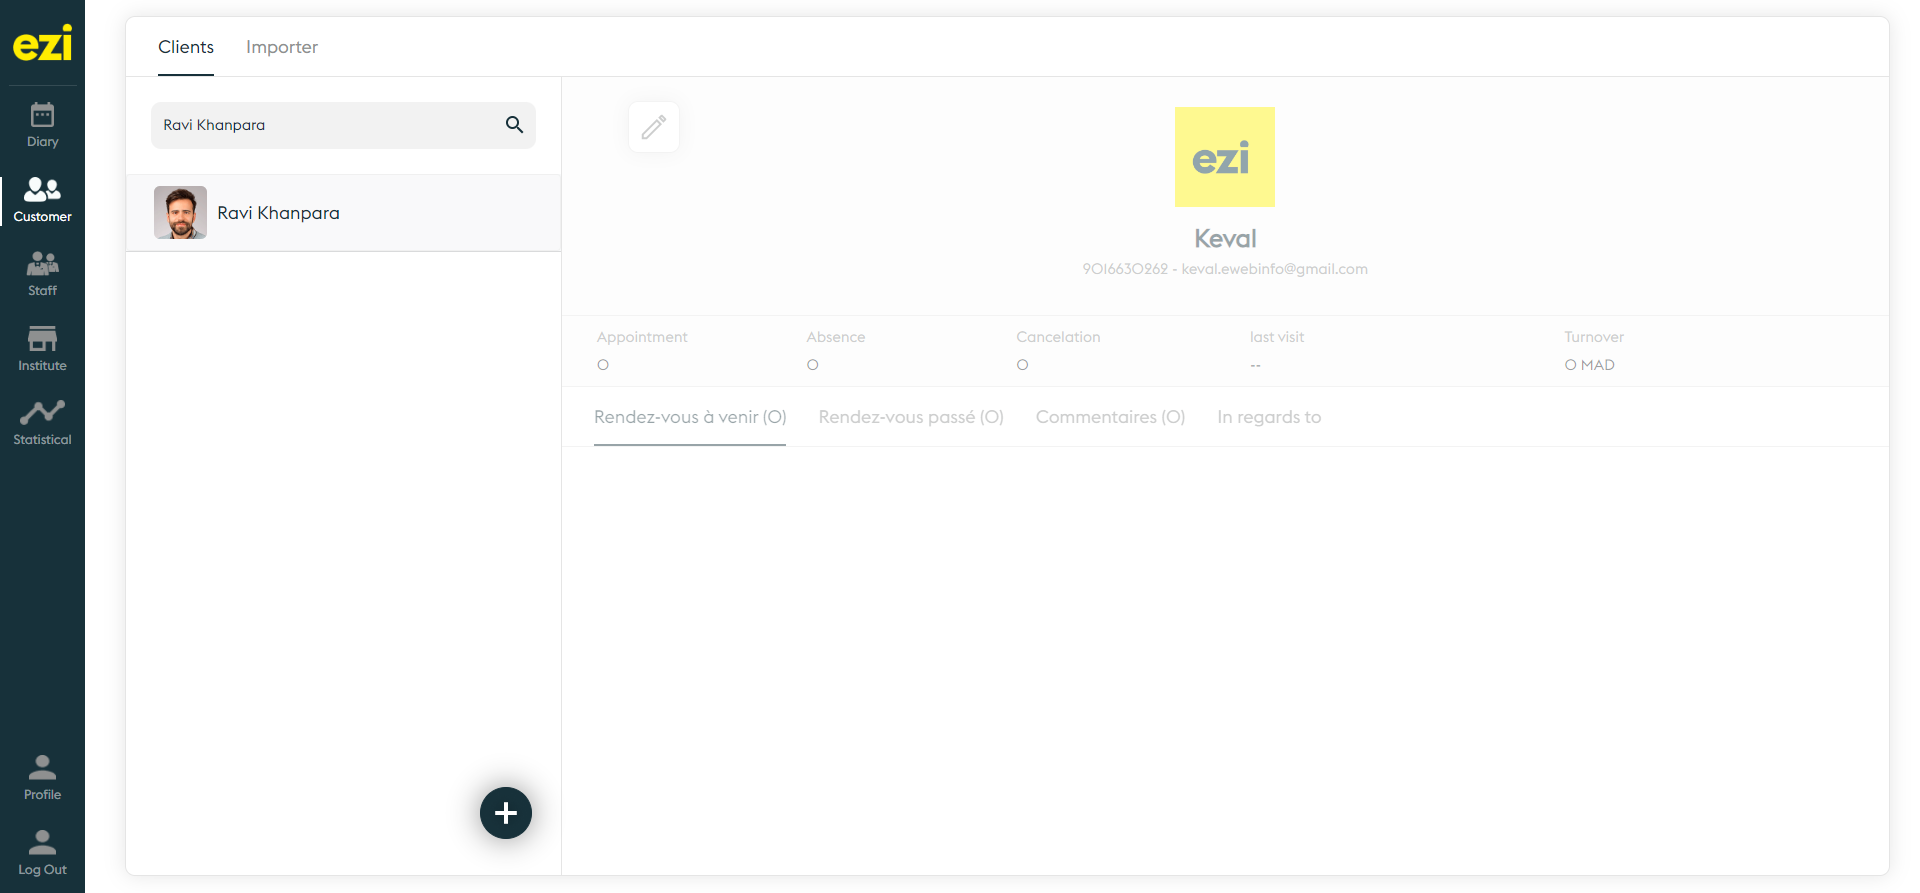 ezi
Diary
Customer
Staff
Institute
Statistical
Profile
Log Out
Clients Importer
Ravi Khanpara
Ravi Khanpara
ezi
Keval
9016630262 - keval.ewebinfo@gmail.com
Appointment Absence Cancelation last visit Turnover
0 0 0 -- 0 MAD
Rendez-vous à venir (0) Rendez-vous passé (0) Commentaires (0) In regards to